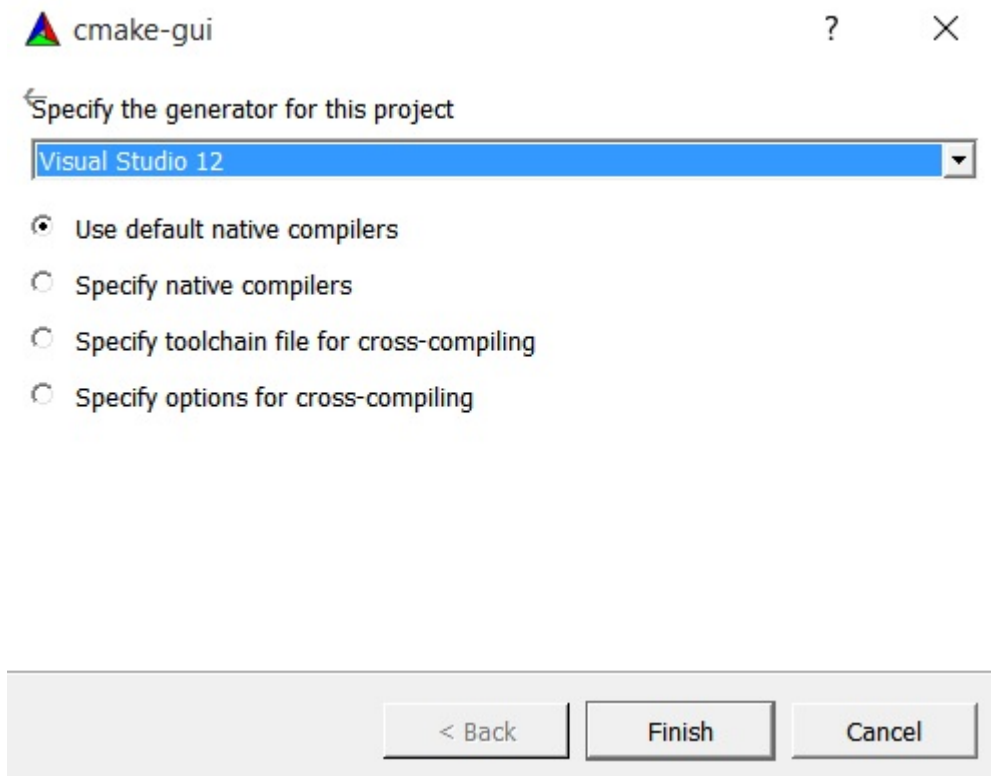 cmake-gui
?
Specify the generator for this project
Visual Studio 12
Use default native compilers
Specify native compilers
Specify toolchain file for cross-compiling
Specify options for cross-compiling
< Back Finish Cancel